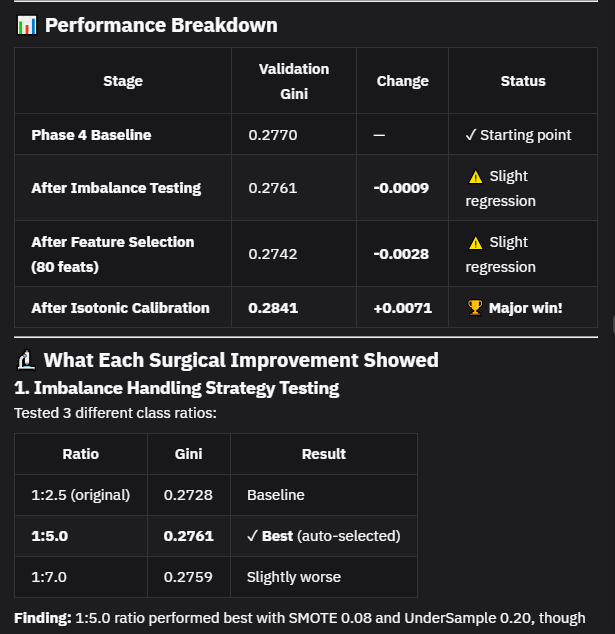 📊 Performance Breakdown
Stage
Validation
Gini
Change
Status
Phase 4 Baseline
0.2770
—
✓ Starting point
After Imbalance Testing
0.2761
-0.0009
⚠️ Slight
regression
After Feature Selection
(80 feats)
0.2742
-0.0028
⚠️ Slight
regression
After Isotonic Calibration
0.2841
+0.0071
🏆 Major win!
🔬 What Each Surgical Improvement Showed
1. Imbalance Handling Strategy Testing
Tested 3 different class ratios:
Ratio
Gini
Result
1:2.5 (original)
0.2728
Baseline
1:5.0
0.2761
✓ Best (auto-selected)
1:7.0
0.2759
Slightly worse
Finding: 1:5.0 ratio performed best with SMOTE 0.08 and UnderSample 0.20, though